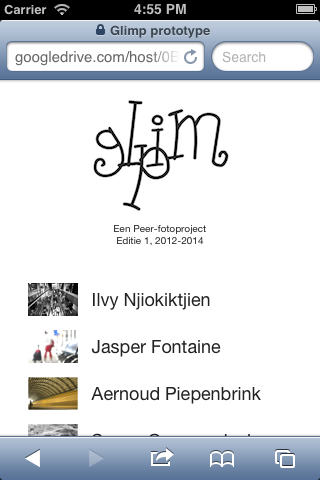 Carrier 4:55 PM
Glimp prototype
googledrive.com/host/0B
Search
glimp
Een Peer-fotoproject
Editie 1, 2012-2014
Ilvy Njiokiktjien
Jasper Fontaine
Aernoud Piepenbrink